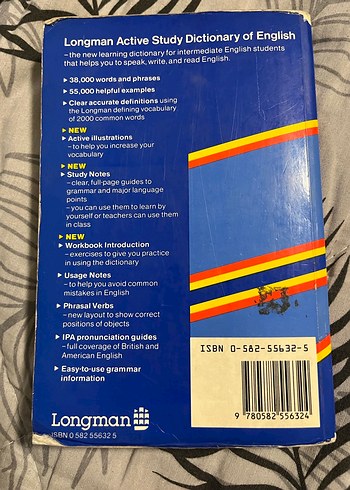 Longman Active Study Dictionary of English
– the new learning dictionary for intermediate English students
that helps you to speak, write, and read English.
38,000 words and phrases
55,000 helpful examples
Clear accurate definitions using
the Longman defining vocabulary
of 2000 common words
NEW
Active illustrations
– to help you increase your
vocabulary
NEW
Study Notes
– clear, full-page guides to
grammar and major language
points
– you can use them to learn by
yourself or teachers can use them
in class
NEW
Workbook Introduction
– exercises to give you practice
in using the dictionary
Usage Notes
– to help you avoid common
mistakes in English
Phrasal Verbs
– new layout to show correct
positions of objects
IPA pronunciation guides
– full coverage of British and
American English
Easy-to-use grammar
information
Longman
ISBN 0 582 55632 5
ISBN 0-582-55632-5
9 780582 556324